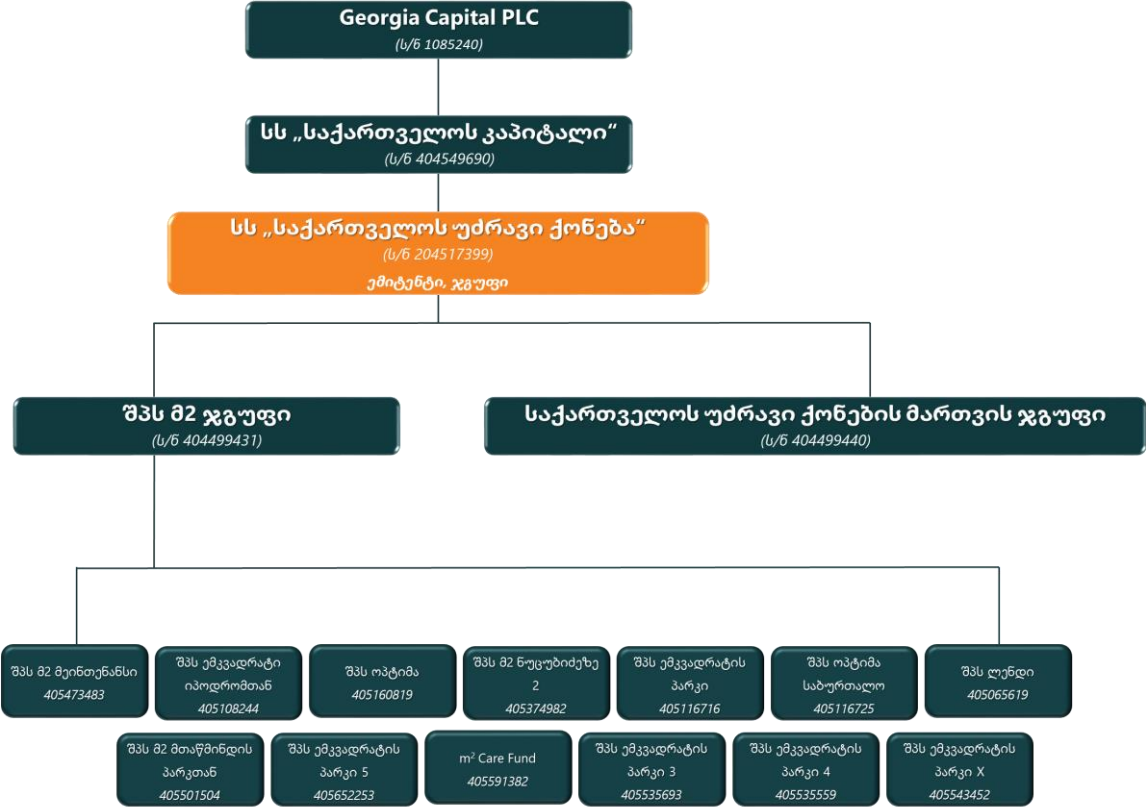 Georgia Capital PLC
(ს/ნ 1085240)
სს „საქართველოს კაპიტალი“
(ს/ნ 404549690)
სს „საქართველოს უძრავი ქონება“
(ს/ნ 204517399)
ემიტენტი, ჯგუფი
შპს მ2 ჯგუფი
(ს/ნ 404499431)
საქართველოს უძრავი ქონების მართვის ჯგუფი
(ს/ნ 404499440)
შპს მ2 მეინთენანსი
405473483
შპს ემკვადრატი
იპოდრომთან
405108244
შპს ოპტიმა
405160819
შპს მ2 ნუცუბიძეზე
2
405374982
შპს ემკვადრატის
პარკი
405116716
შპს ოპტიმა
საბურთალო
405116725
შპს ლენდი
405065619
შპს მ2 მთაწმინდის
პარკთან
405501504
შპს ემკვადრატის
პარკი 5
405652253
m² Care Fund
405591382
შპს ემკვადრატის
პარკი 3
405535693
შპს ემკვადრატის
პარკი 4
405535559
შპს ემკვადრატის
პარკი X
405543452